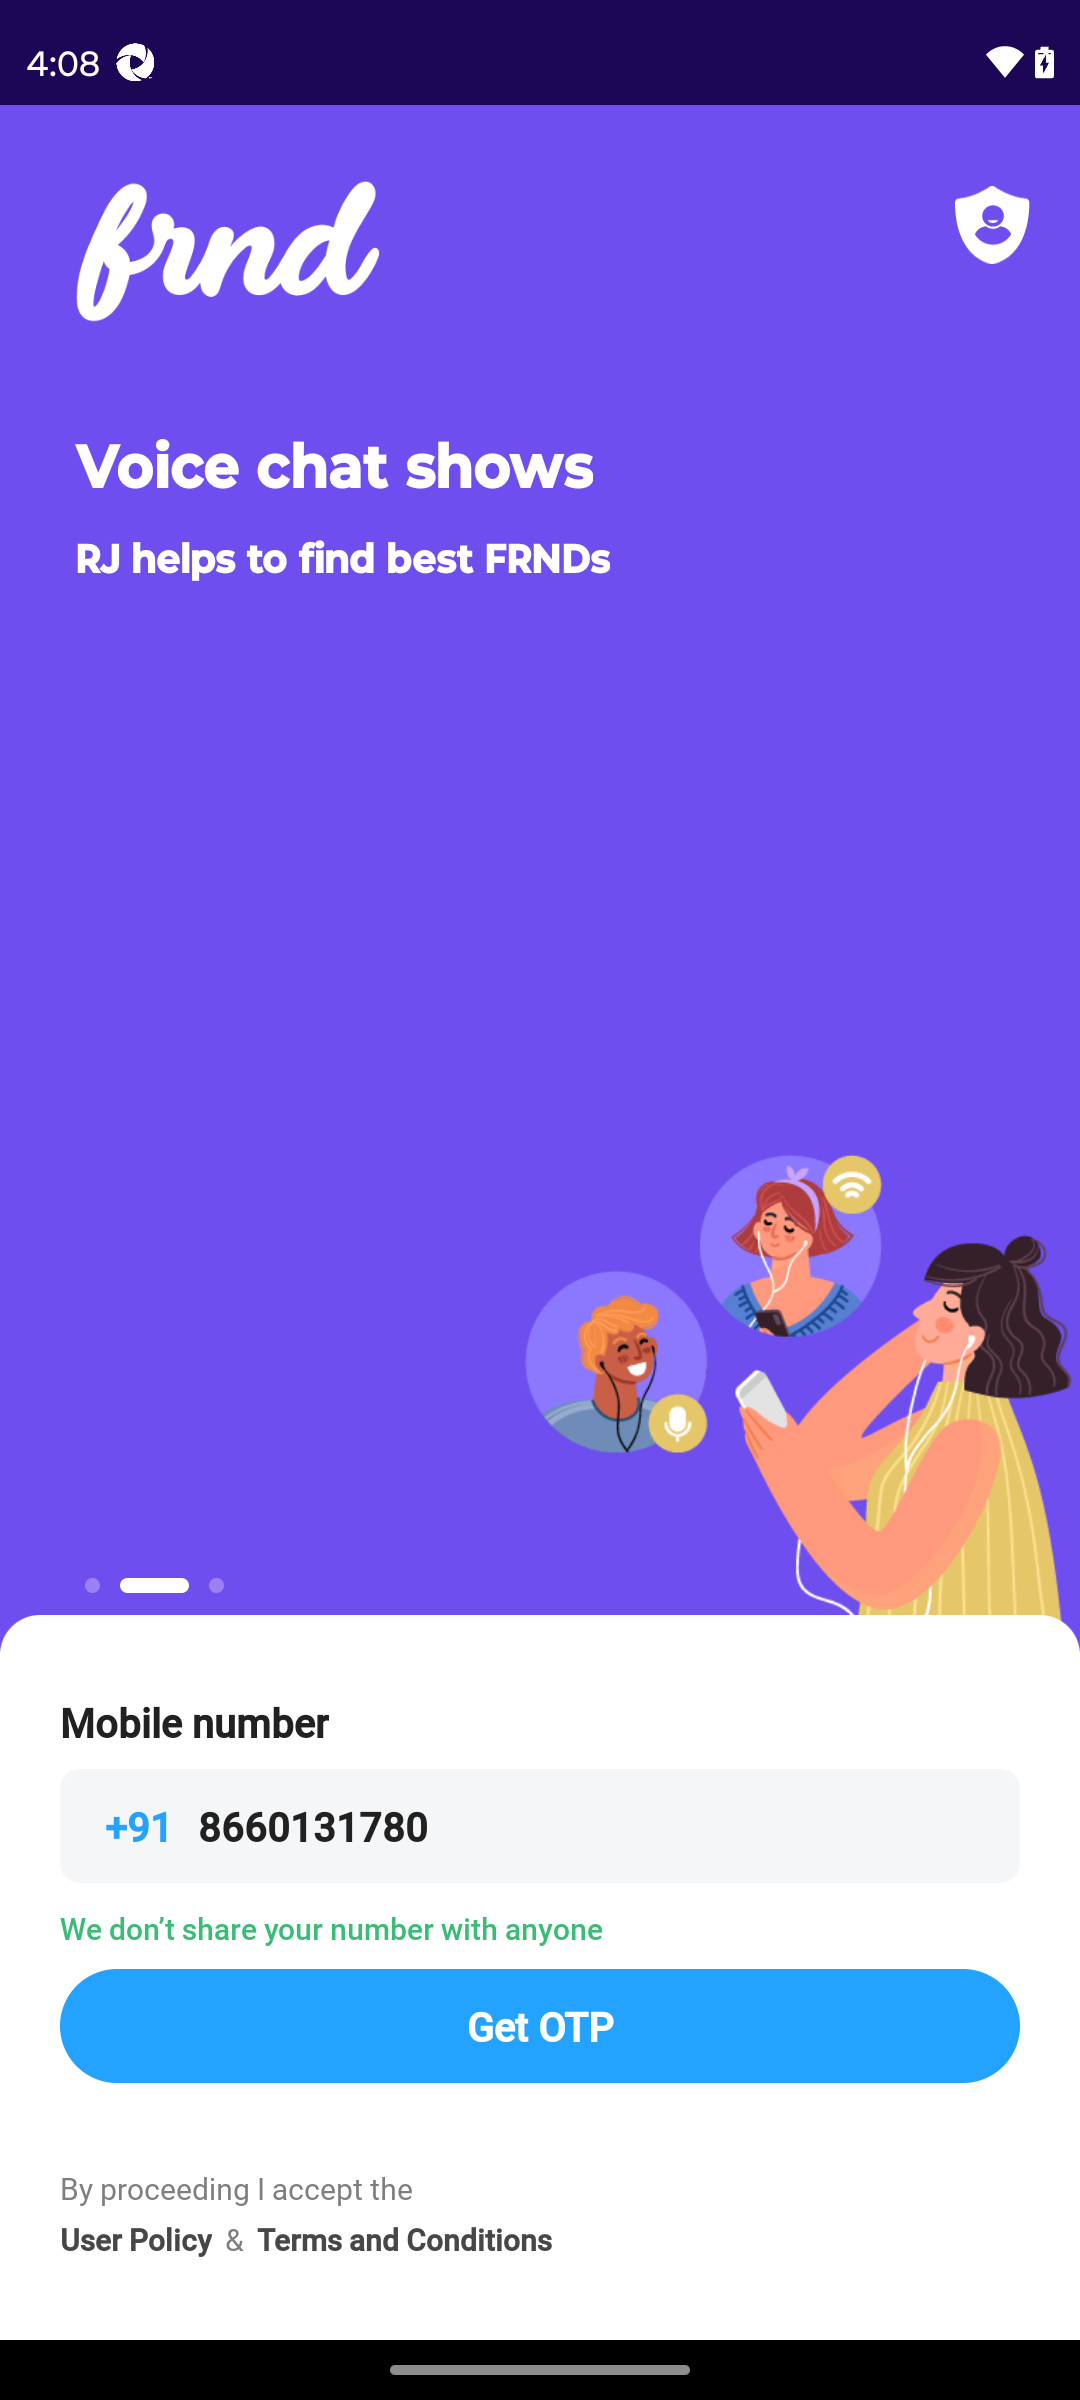 4:08
frnd
Voice chat shows
RJ helps to find best FRNDs
Mobile number
+91 8660131780
We don’t share your number with anyone
Get OTP
By proceeding I accept the
User Policy & Terms and Conditions